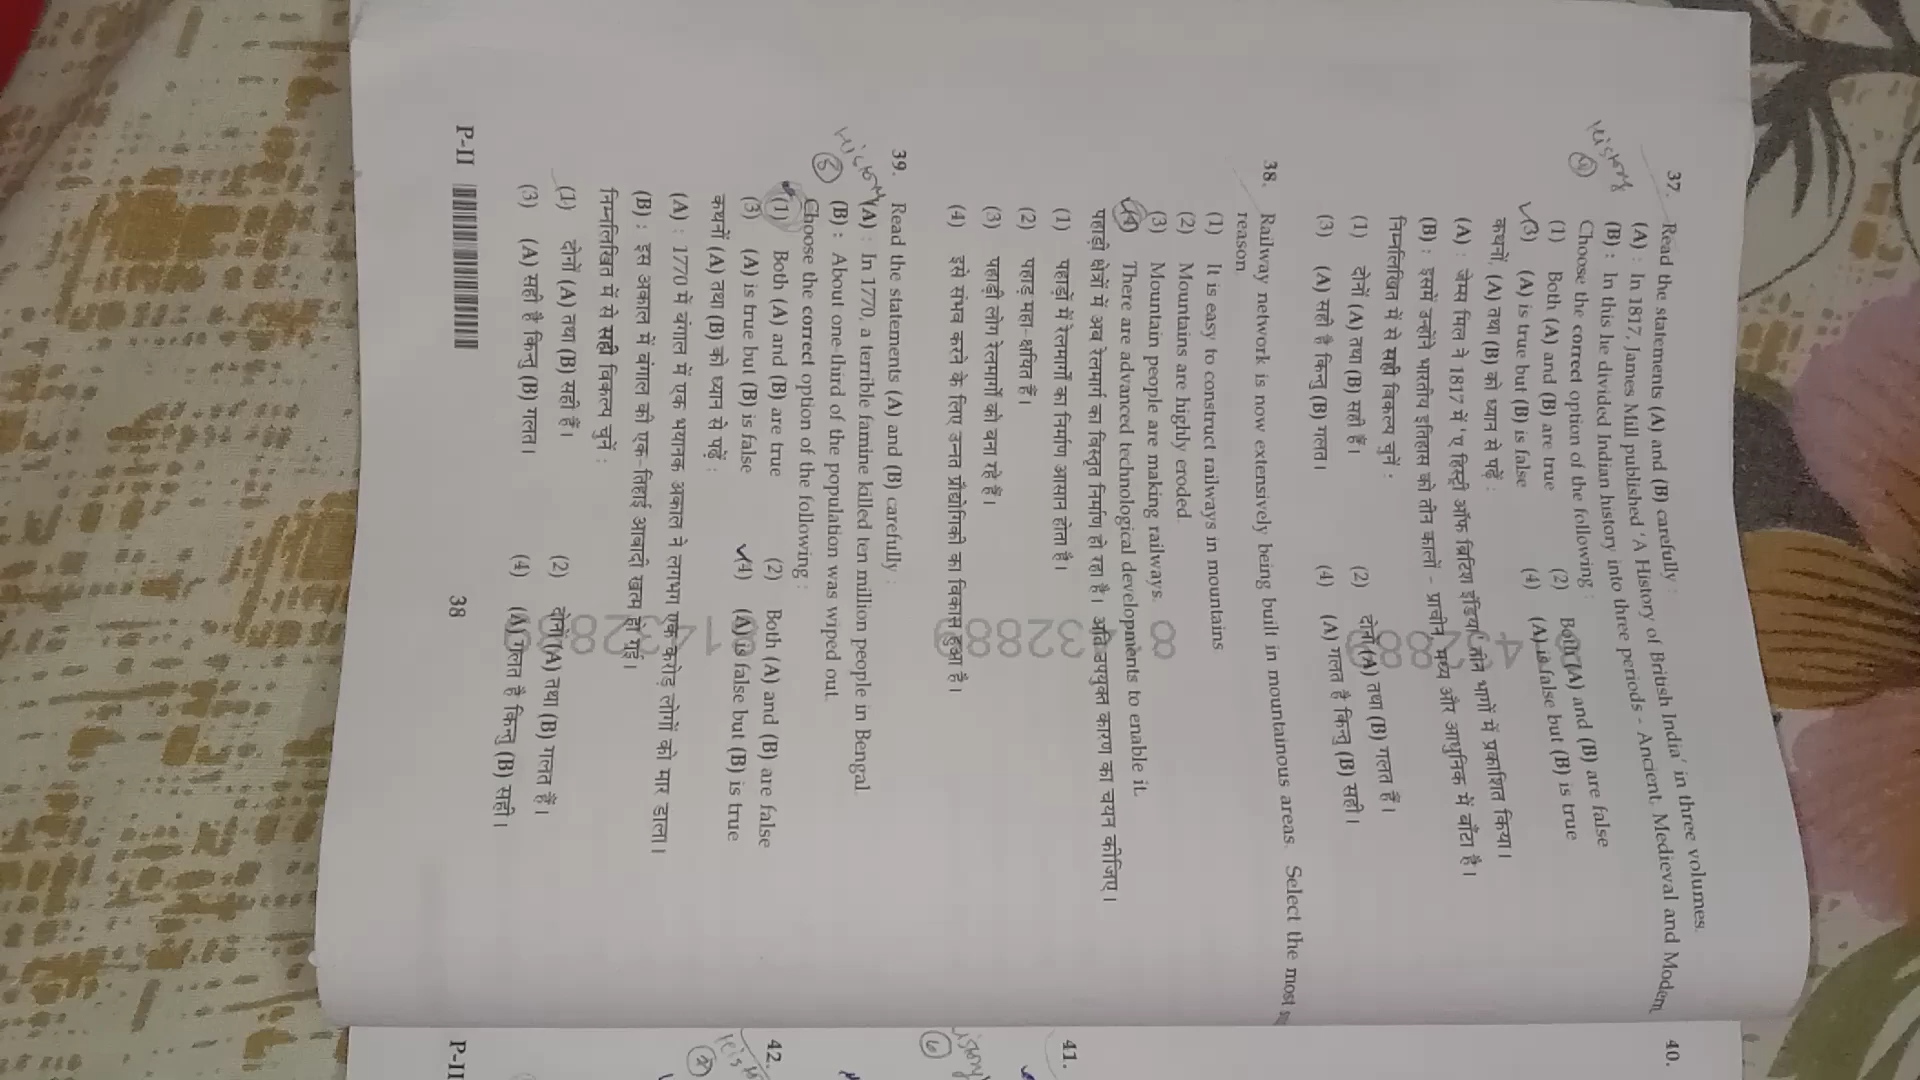 37. Read the statements (A) and (B) carefully :
(A) : In 1817, James Mill published 'A History of British India' in three volumes.
(B) : In this he divided Indian history into three periods - Ancient, Medieval and Modern
Choose the correct option of the following :
(1) Both (A) and (B) are true (2) Both (A) and (B) are false
(3) (A) is true but (B) is false (4) (A) is false but (B) is true
कथनों, (A) तथा (B) को ध्यान से पढ़ें :
(A) : जेम्स मिल ने 1817 में 'ए हिस्ट्री ऑफ ब्रिटिश इंडिया' तीन भागों में प्रकाशित किया।
(B) : इसमें उन्होंने भारतीय इतिहास को तीन कालों - प्राचीन, मध्य और आधुनिक में बाँटा है।
निम्नलिखित में से सही विकल्प चुनें :
(1) दोनों (A) तथा (B) सही हैं। (2) दोनों (A) तथा (B) गलत हैं।
(3) (A) सही है किन्तु (B) गलत। (4) (A) गलत है किन्तु (B) सही।
History
38. Railway network is now extensively being built in mountainous areas. Select the most
reason
(1) It is easy to construct railways in mountains
(2) Mountains are highly eroded.
(3) Mountain people are making railways.
(4) There are advanced technological developments to enable it.
पहाड़ी क्षेत्रों में अब रेलमार्ग का विस्तृत निर्माण हो रहा है। अति उपयुक्त कारण का चयन कीजिए।
(1) पहाड़ों में रेलमार्गों का निर्माण आसान होता है।
(2) पहाड़ महा-क्षयित हैं।
(3) पहाड़ी लोग रेलमार्गों को बना रहे हैं।
(4) इसे संभव करने के लिए उन्नत प्रौद्योगिकी का विकास हुआ है।
39. Read the statements (A) and (B) carefully :
(A) : In 1770, a terrible famine killed ten million people in Bengal.
(B) : About one-third of the population was wiped out.
Choose the correct option of the following :
(1) Both (A) and (B) are true (2) Both (A) and (B) are false
(3) (A) is true but (B) is false (4) (A) is false but (B) is true
कथनों (A) तथा (B) को ध्यान से पढ़ें :
(A) : 1770 में बंगाल में एक भयानक अकाल ने लगभग एक करोड़ लोगों को मार डाला।
(B) : इस अकाल में बंगाल की एक-तिहाई आबादी खत्म हो गई।
निम्नलिखित में से सही विकल्प चुनें :
(1) दोनों (A) तथा (B) सही हैं। (2) दोनों (A) तथा (B) गलत हैं।
(3) (A) सही है किन्तु (B) गलत। (4) (A) गलत है किन्तु (B) सही।
History
P-II 38
40.
41.
42.
P-II